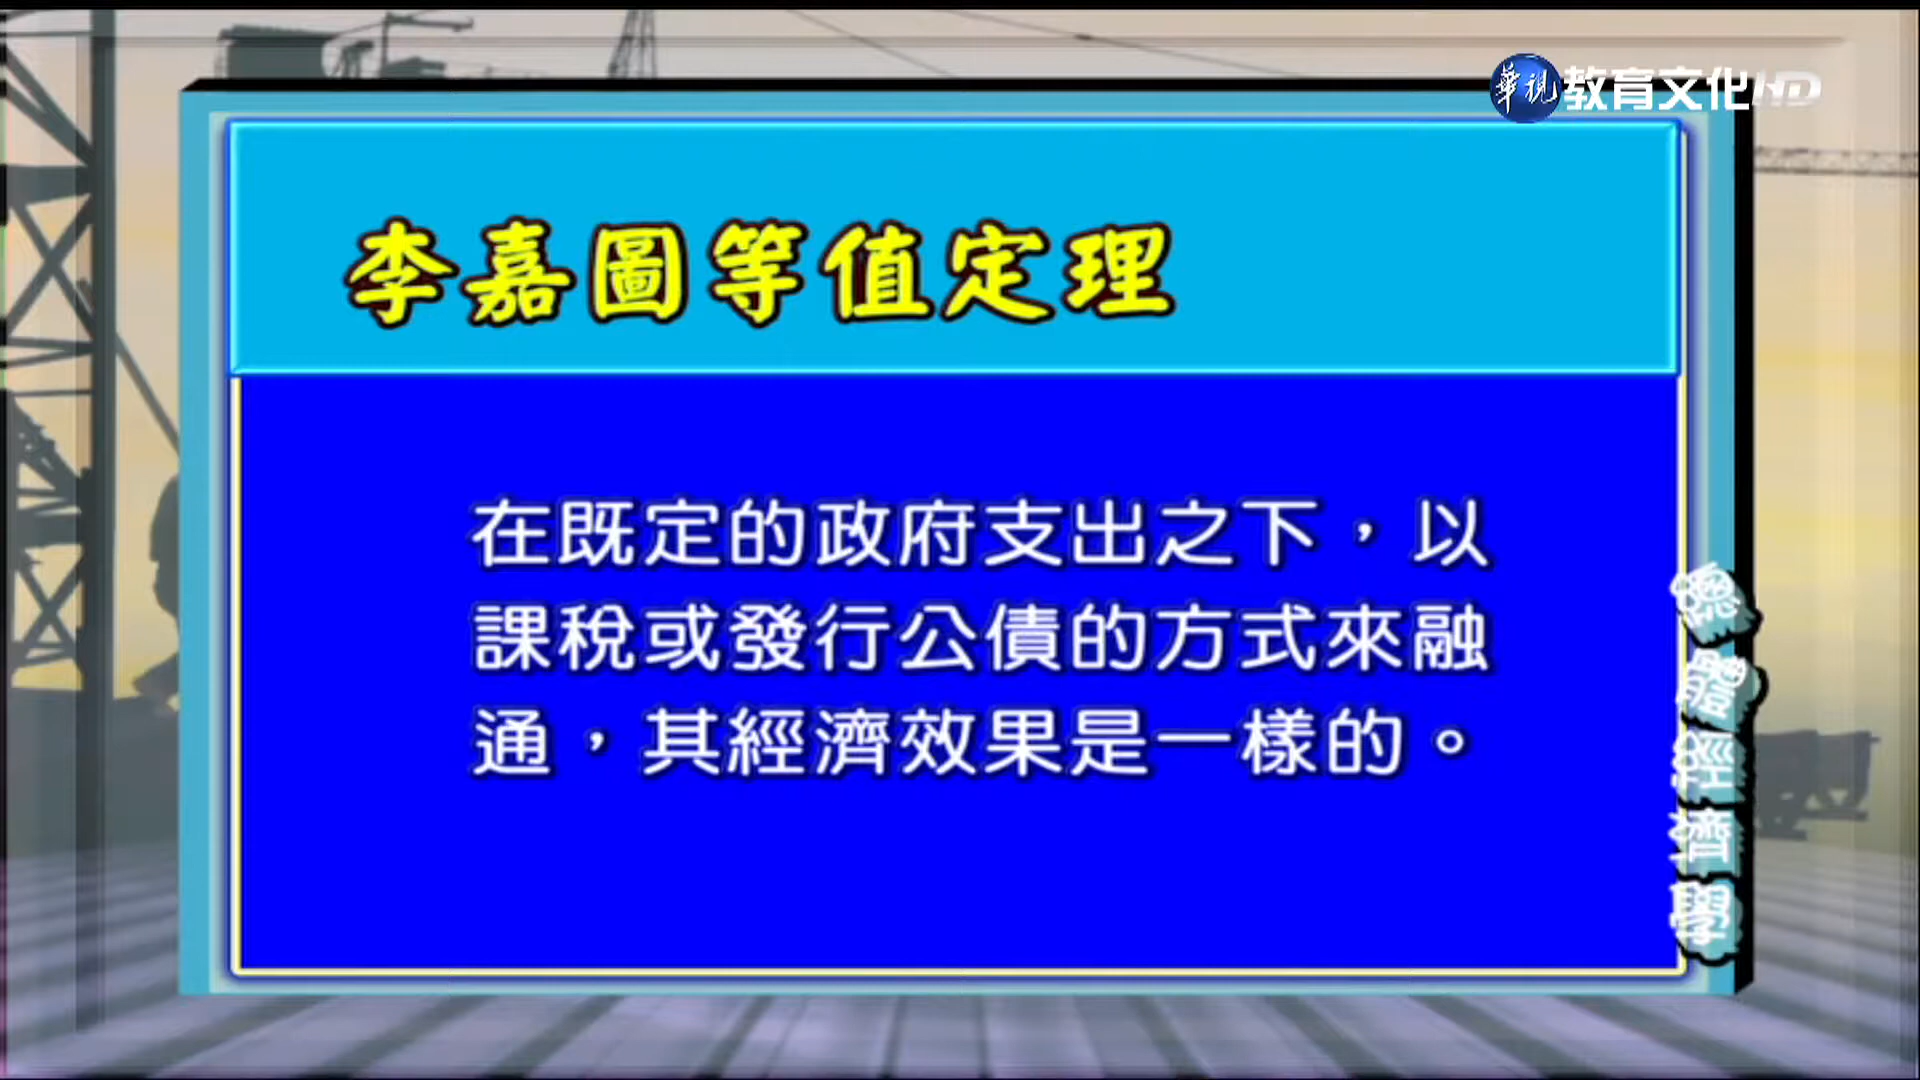 華視 教育文化HD
李嘉圖等值定理
在既定的政府支出之下，以
課稅或發行公債的方式來融
通，其經濟效果是一樣的。
總體經濟學